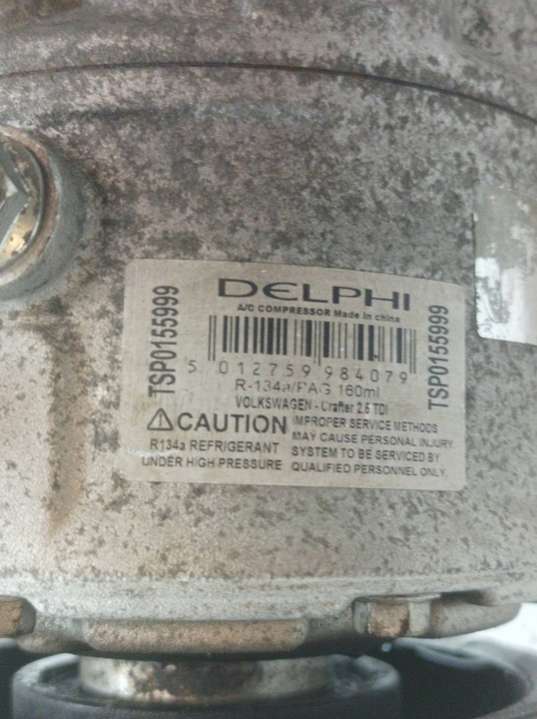 DELPHI
A/C COMPRESSOR Made in china
TSP0155999
5 012759 984079
TSP0155999
R-134a/PAG 160ml
VOLKSWAGEN - Crafter 2.5 TDI
CAUTION
R134a REFRIGERANT
UNDER HIGH PRESSURE
IMPROPER SERVICE METHODS
MAY CAUSE PERSONAL INJURY
SYSTEM TO BE SERVICED BY
QUALIFIED PERSONNEL ONLY.